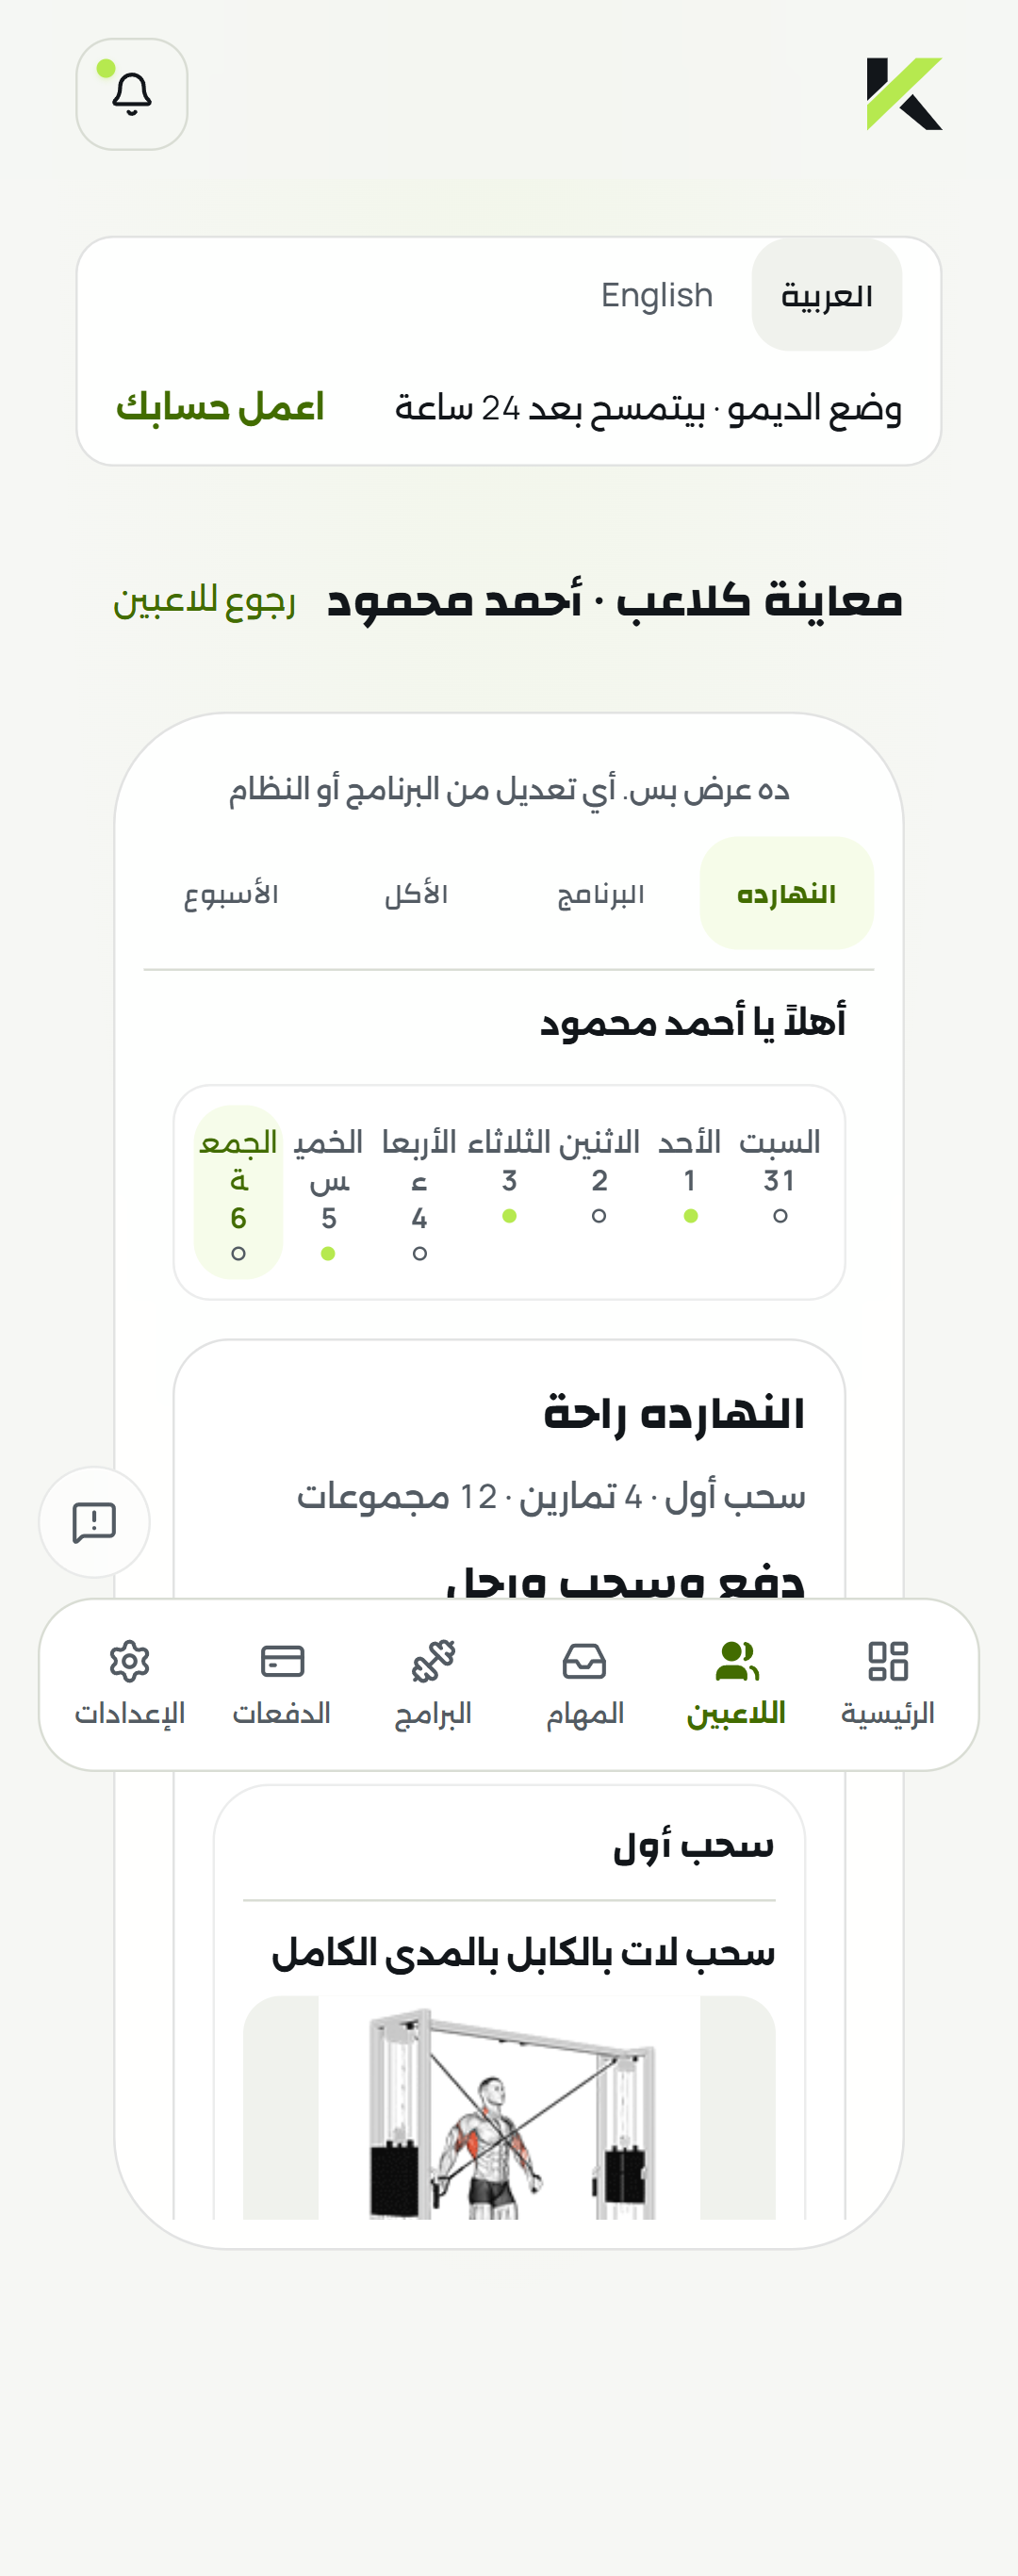 العربية English
وضع الديمو · بيتمسح بعد 24 ساعة اعمل حسابك
معاينة كلاعب · أحمد محمود رجوع للاعبين
ده عرض بس. أي تعديل من البرنامج أو النظام
النهارده البرنامج الأكل الأسبوع
أهلاً يا أحمد محمود
السبت 31
الأحد 1
الاثنين 2
الثلاثاء 3
الأربعاء 4
الخميس 5
الجمعة 6
النهارده راحة
سحب أول · 4 تمارين · 12 مجموعات
دفع وسحب ورجل
الرئيسية اللاعبين المهام البرامج الدفعات الإعدادات
سحب أول
سحب لات بالكابل بالمدى الكامل